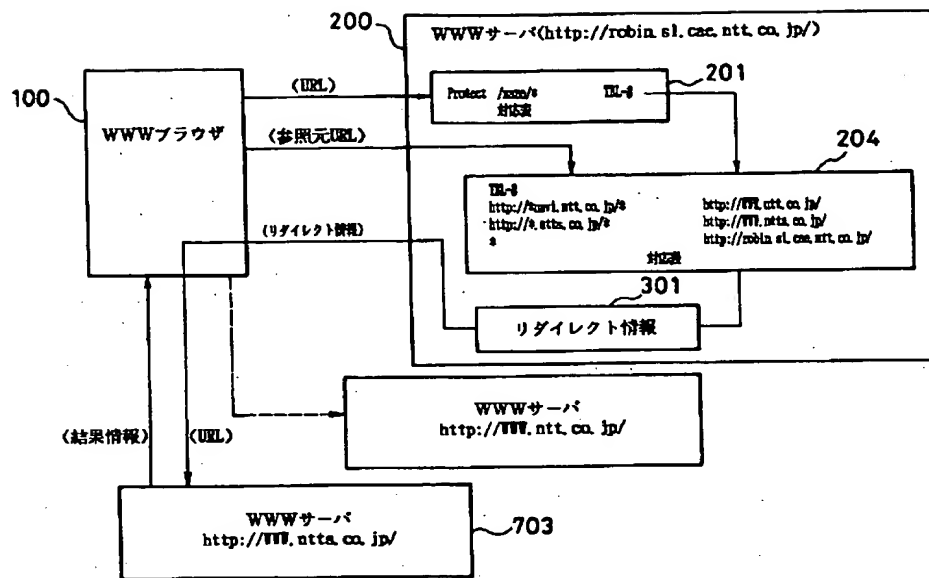 200
WWWサーバ(http://robin.sl.cae.ntt.co.jp/)
100
WWWブラウザ
(URL)
201
Protect TBL-8
対応表
(参照元URL)
204
TBL-8
http://WWW.ntt.co.jp/
http://WWW.ntta.co.jp/
http://robin.sl.cae.ntt.co.jp/
対応表
(リダイレクト情報)
301
リダイレクト情報
WWWサーバ
http://WWW.ntt.co.jp/
(結果情報)
(URL)
WWWサーバ
http://WWW.ntta.co.jp/
703